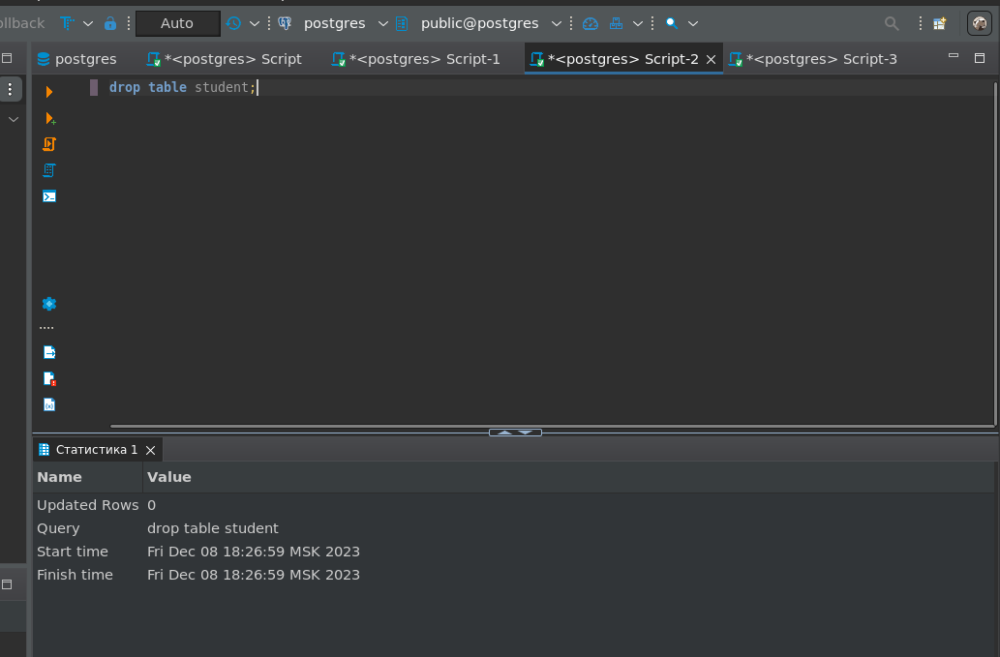 ollback Auto postgres public@postgres
postgres *<postgres> Script *<postgres> Script-1 *<postgres> Script-2 *<postgres> Script-3
drop table student;
Статистика 1
Name Value
Updated Rows 0
Query drop table student
Start time Fri Dec 08 18:26:59 MSK 2023
Finish time Fri Dec 08 18:26:59 MSK 2023